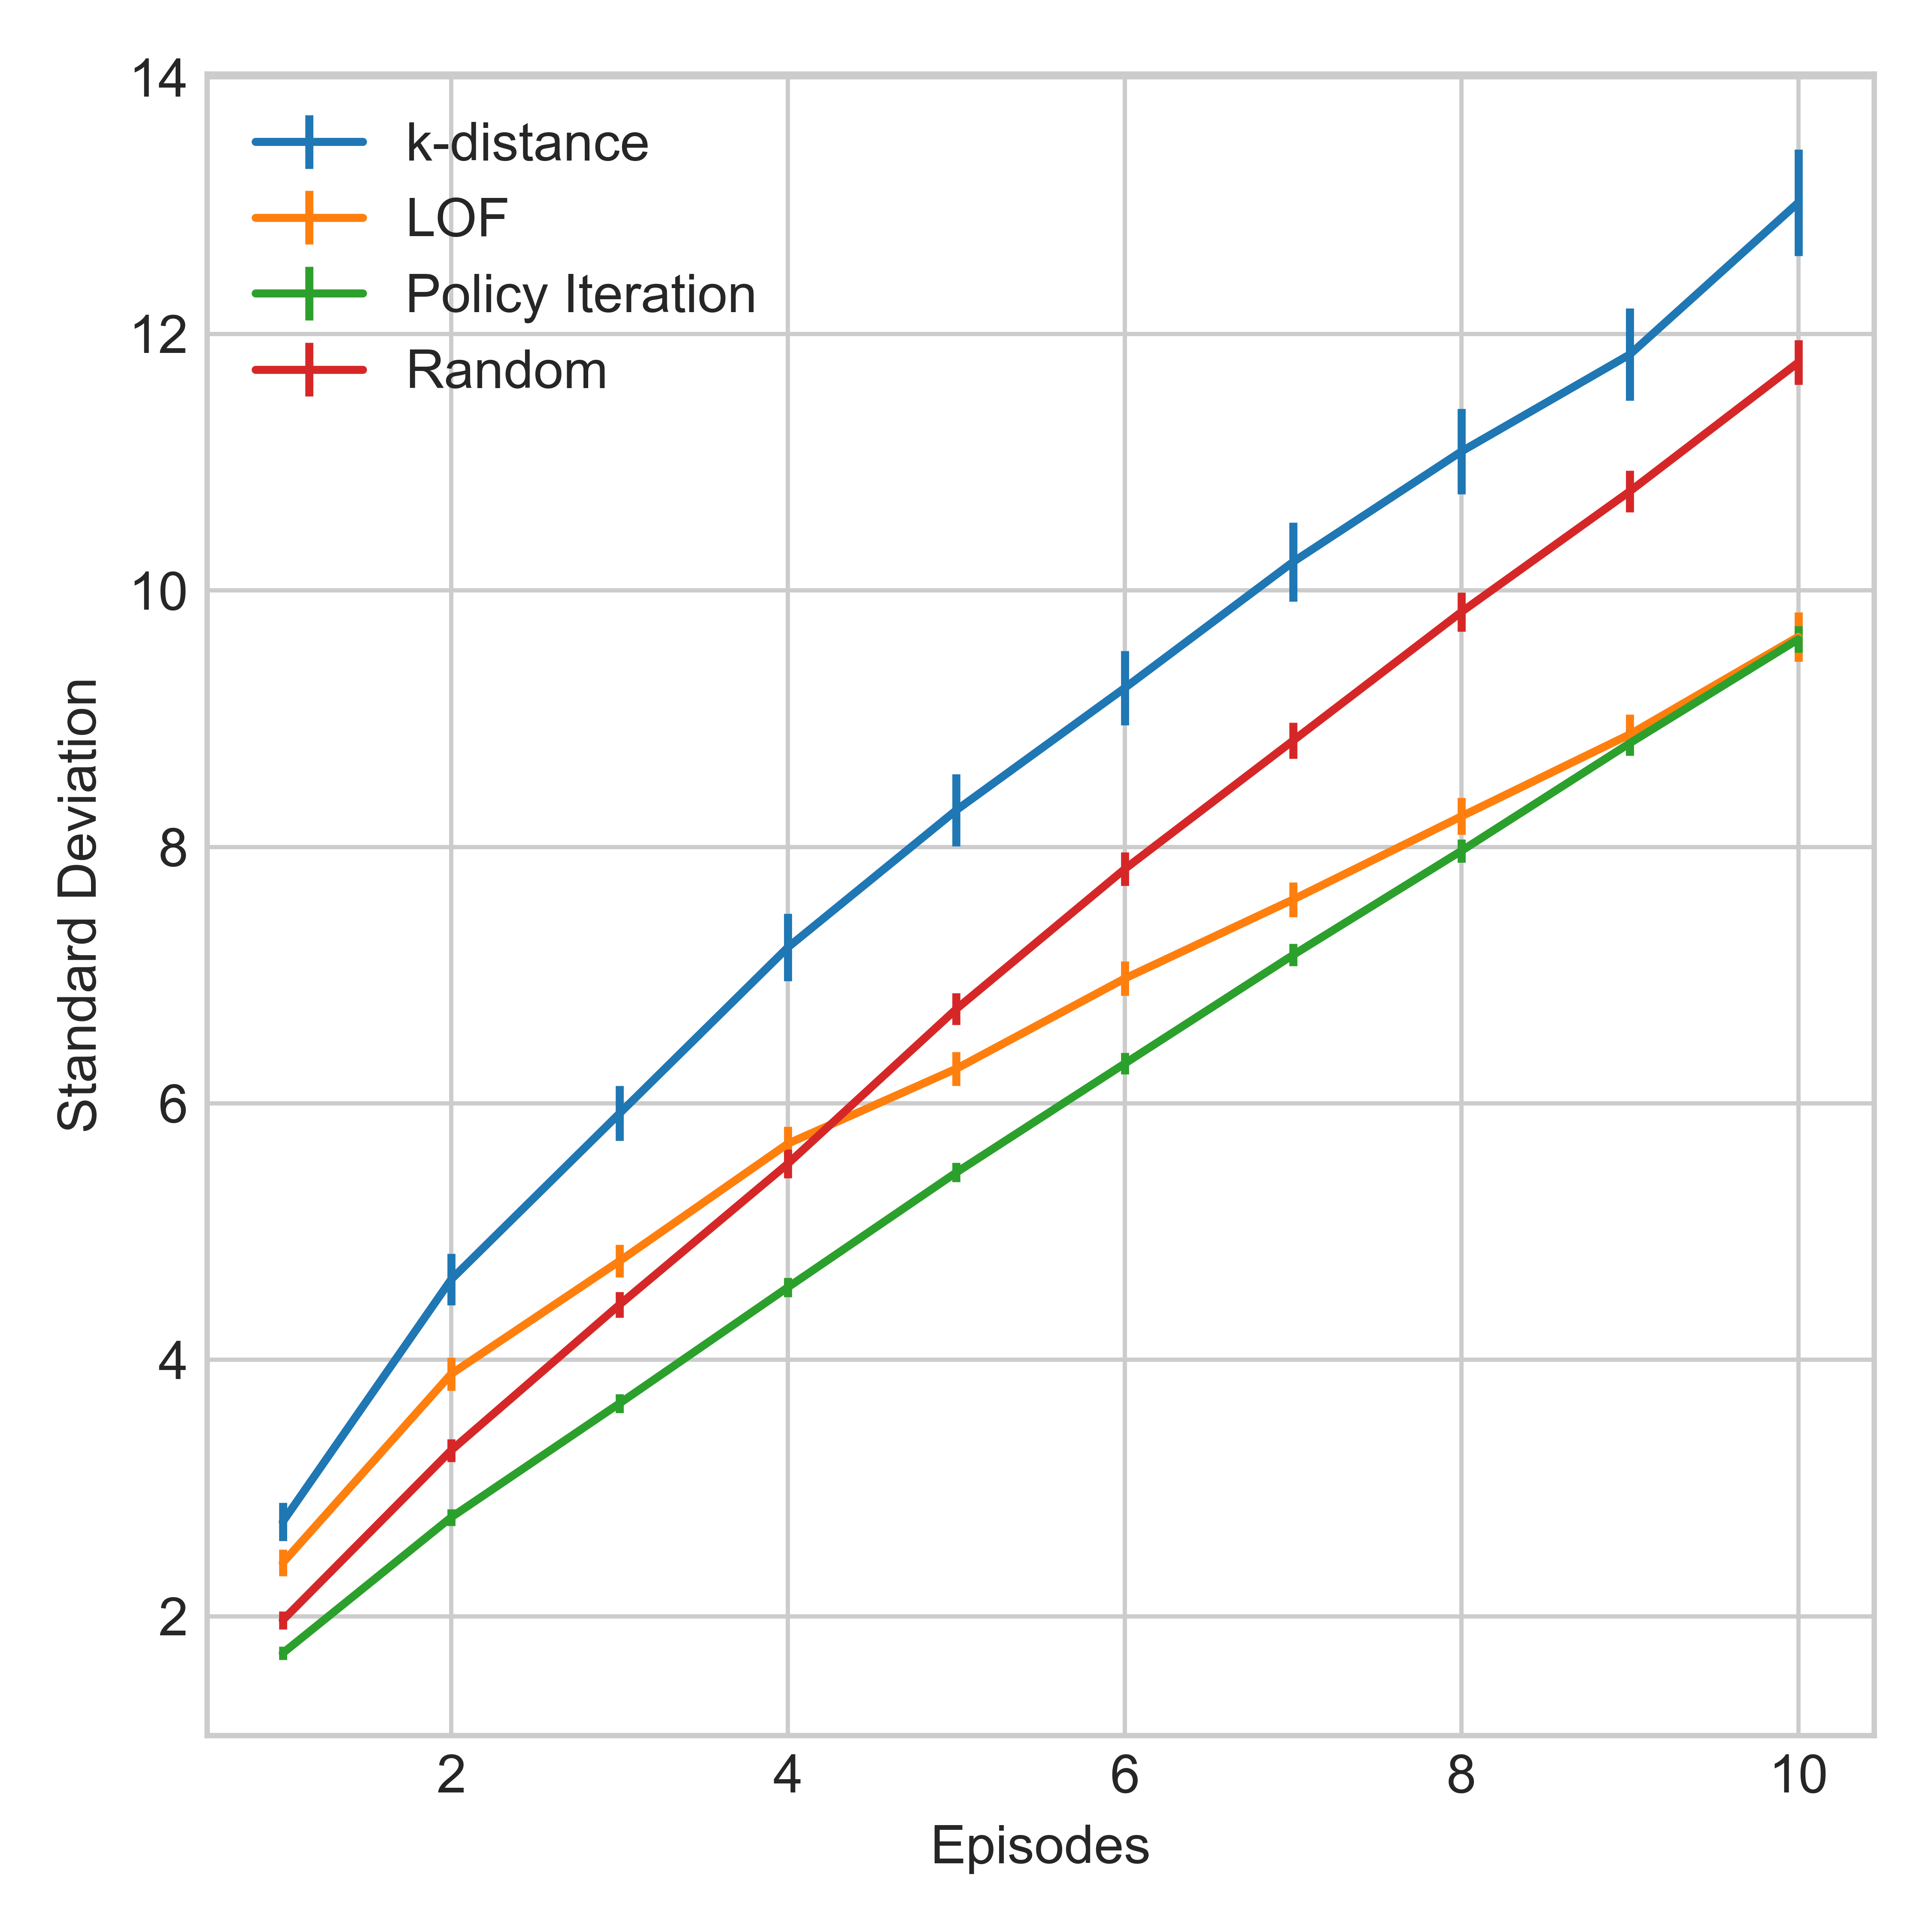 14
12
10
8
6
4
2
Standard Deviation
k-distance
LOF
Policy Iteration
Random
2 4 6 8 10
Episodes